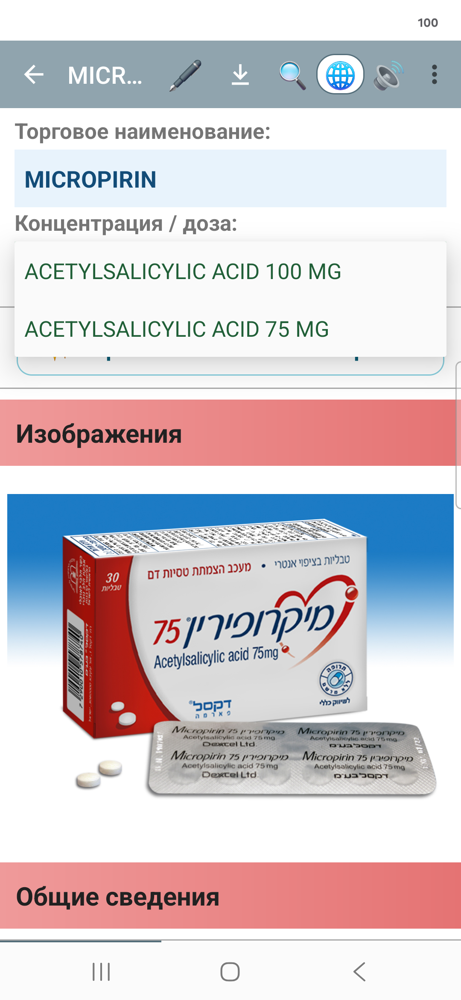 100
MICR...
Торговое наименование:
MICROPIRIN
Концентрация / доза:
ACETYLSALICYLIC ACID 100 MG
ACETYLSALICYLIC ACID 75 MG
Изображения
טבליות בציפוי אנטרי • מעכב הצמתת טסיות דם
30
טבליות
מיקרופירין® 75
Acetylsalicylic acid 75mg
תרופה
ללא מרשם
לשיווק כללי
דקסל®
פארמה
7 290010 578740
Micropirin 75 מיקרופירין Micropirin 75 מיקרופירין
Acetylsalicylic acid 75 mg Acetylsalicylic acid 75 mg
Dexcel Ltd. דקסל בע"מ
Micropirin 75 מיקרופירין Micropirin 75 מיקרופירין
Acetylsalicylic acid 75 mg Acetylsalicylic acid 75 mg
Dexcel Ltd. דקסל בע"מ
Общие сведения